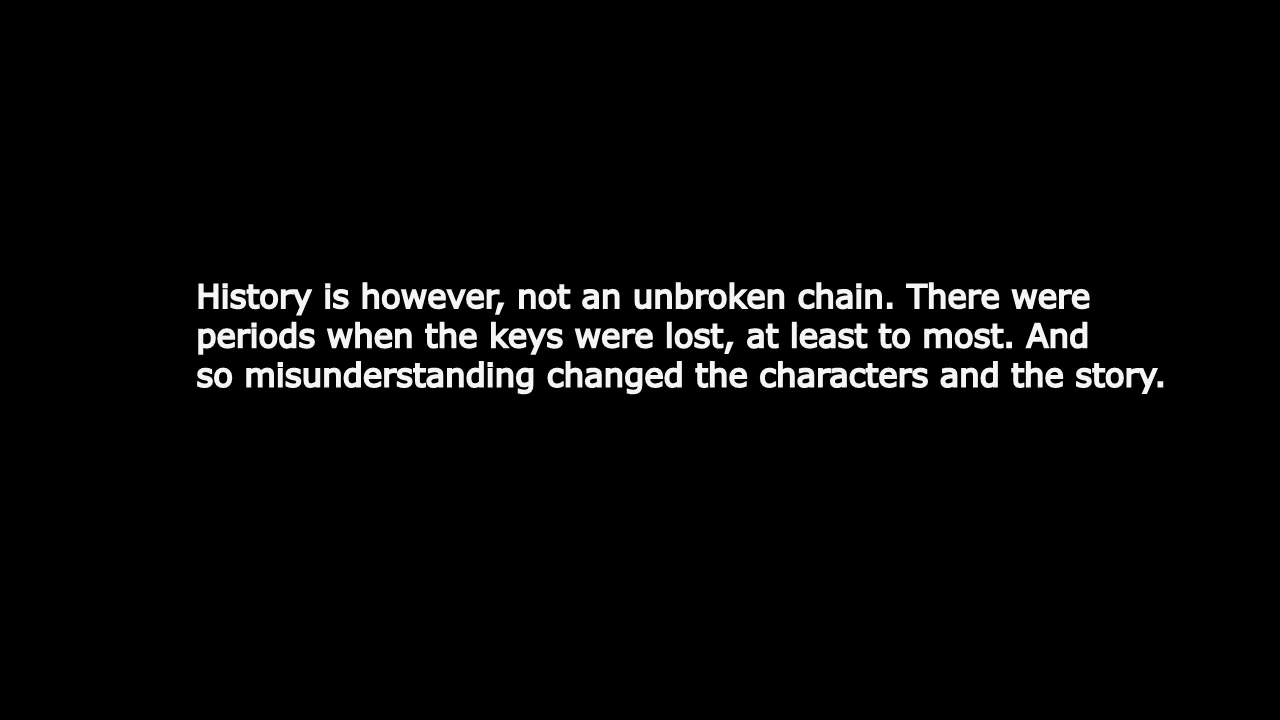 History is however, not an unbroken chain. There were
periods when the keys were lost, at least to most. And
so misunderstanding changed the characters and the story.